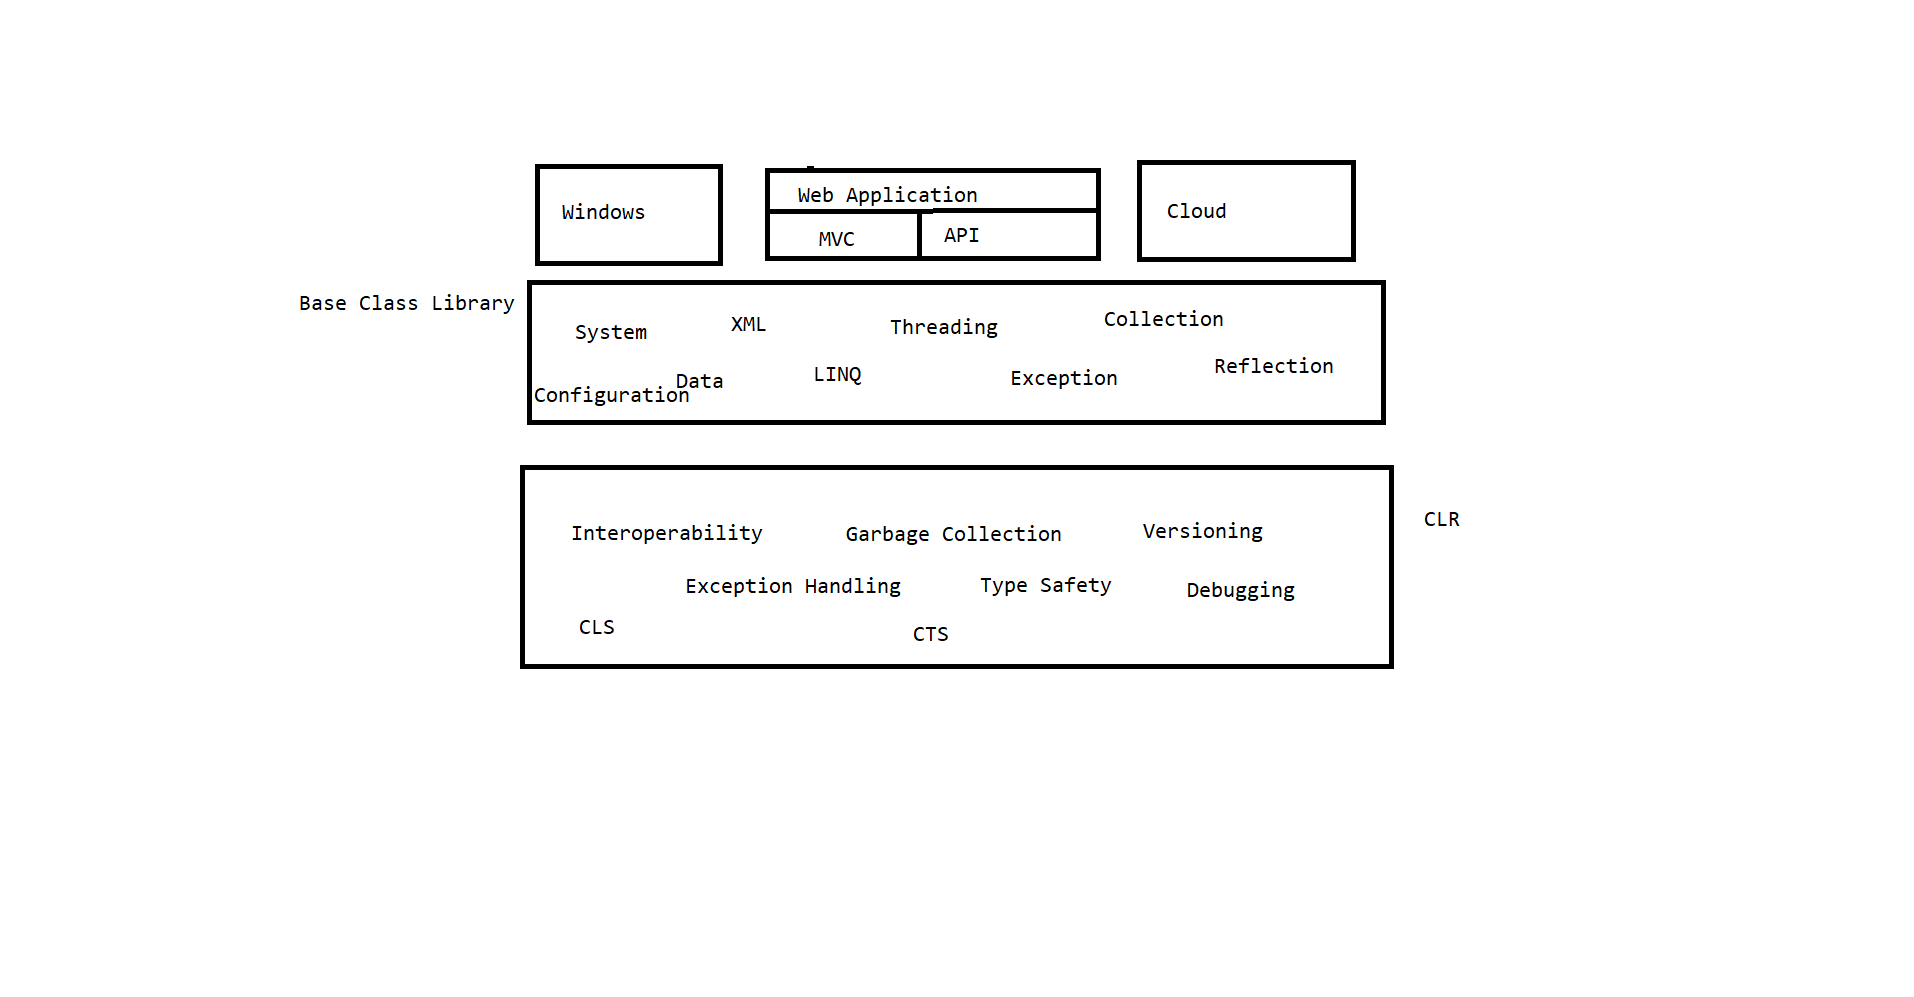 Windows
Web Application
MVC
API
Cloud
Base Class Library
System
XML
Threading
Collection
Configuration
Data
LINQ
Exception
Reflection
CLR
Interoperability
Garbage Collection
Versioning
Exception Handling
Type Safety
Debugging
CLS
CTS